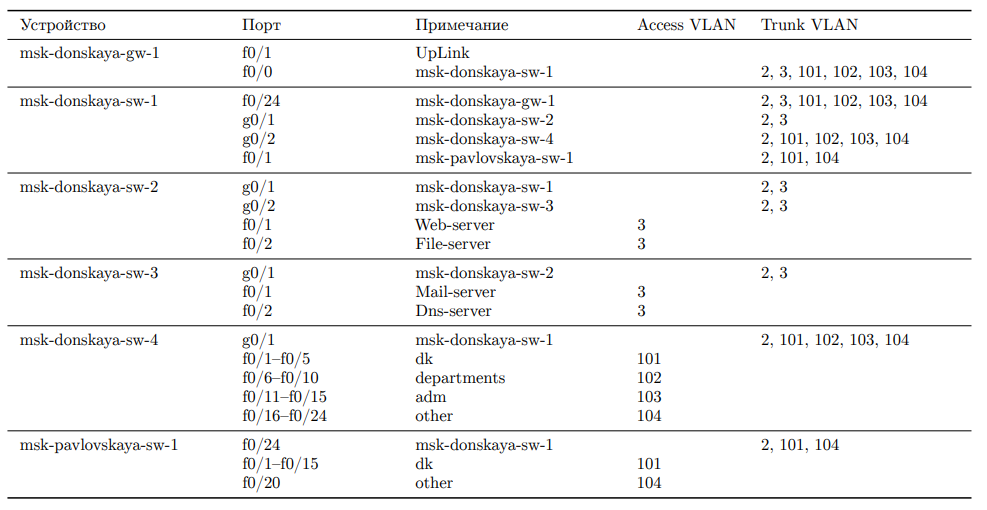 Устройство Порт Примечание Access VLAN Trunk VLAN
msk-donskaya-gw-1 f0/1 UpLink
f0/0 msk-donskaya-sw-1 2, 3, 101, 102, 103, 104
msk-donskaya-sw-1 f0/24 msk-donskaya-gw-1 2, 3, 101, 102, 103, 104
g0/1 msk-donskaya-sw-2 2, 3
g0/2 msk-donskaya-sw-4 2, 101, 102, 103, 104
f0/1 msk-pavlovskaya-sw-1 2, 101, 104
msk-donskaya-sw-2 g0/1 msk-donskaya-sw-1 2, 3
g0/2 msk-donskaya-sw-3 2, 3
f0/1 Web-server 3
f0/2 File-server 3
msk-donskaya-sw-3 g0/1 msk-donskaya-sw-2 2, 3
f0/1 Mail-server 3
f0/2 Dns-server 3
msk-donskaya-sw-4 g0/1 msk-donskaya-sw-1 2, 101, 102, 103, 104
f0/1–f0/5 dk 101
f0/6–f0/10 departments 102
f0/11–f0/15 adm 103
f0/16–f0/24 other 104
msk-pavlovskaya-sw-1 f0/24 msk-donskaya-sw-1 2, 101, 104
f0/1–f0/15 dk 101
f0/20 other 104